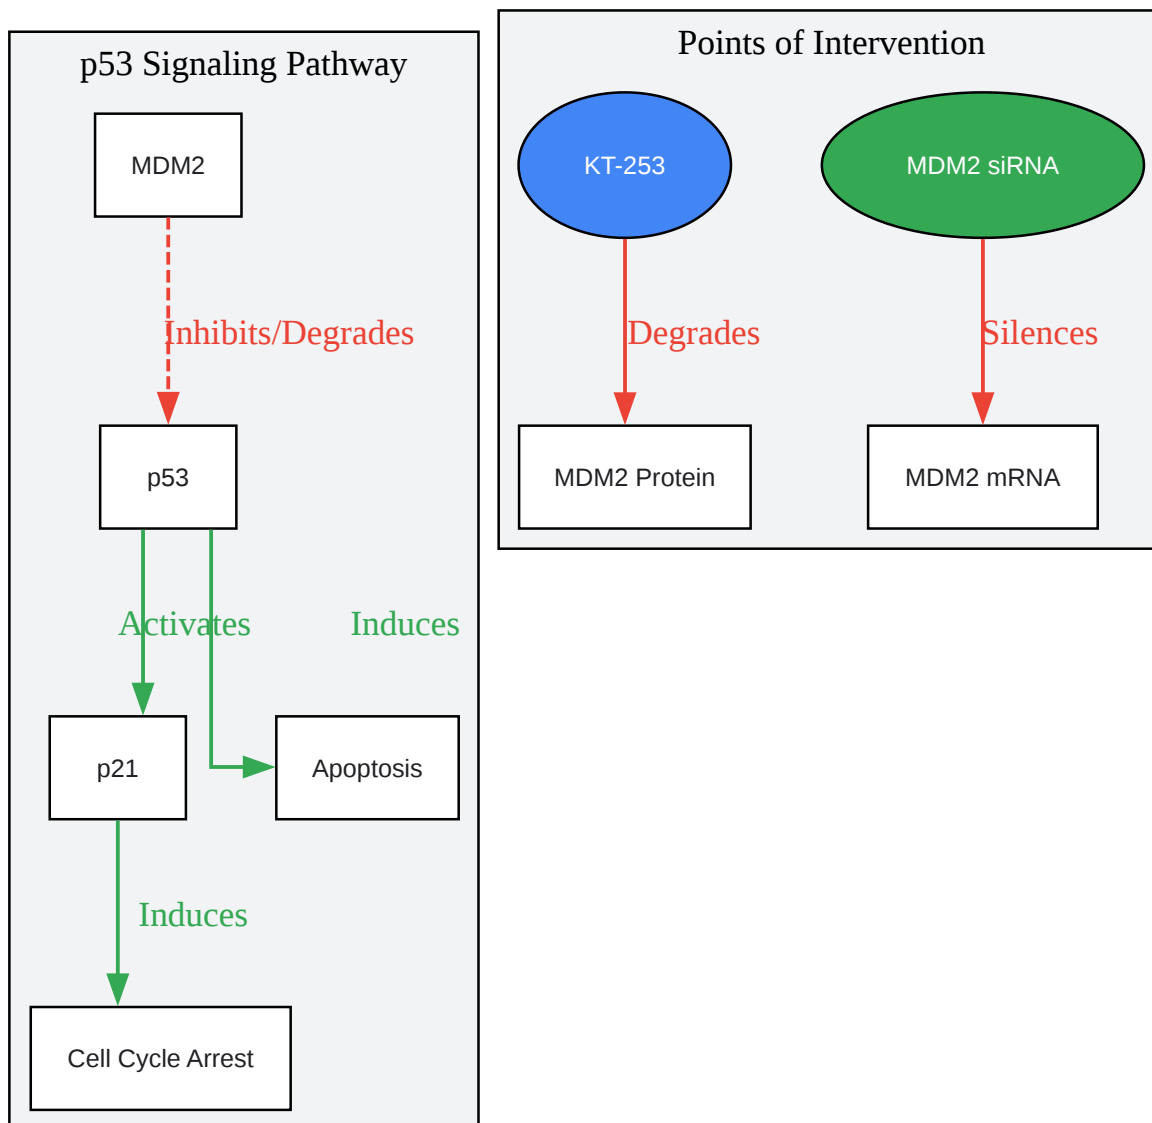 p53 Signaling Pathway
MDM2
Inhibits/Degrades
p53
Activates
Induces
p21
Apoptosis
Induces
Cell Cycle Arrest
Points of Intervention
KT-253
MDM2 siRNA
Degrades
Silences
MDM2 Protein
MDM2 mRNA